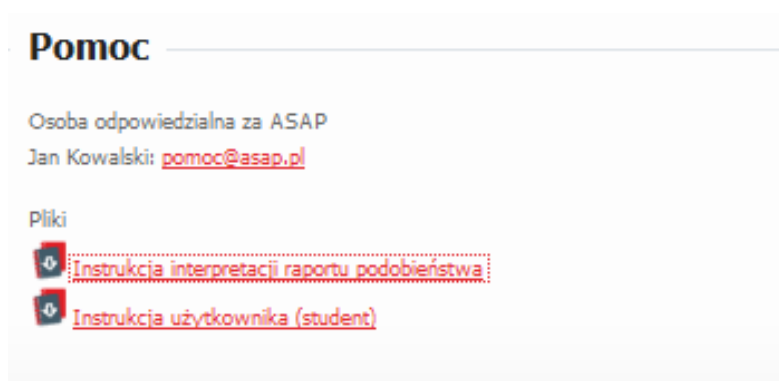 Pomoc
Osoba odpowiedzialna za ASAP
Jan Kowalski: pomoc@asap.pl
Pliki
Instrukcja interpretacji raportu podobieństwa
Instrukcja użytkownika (student)